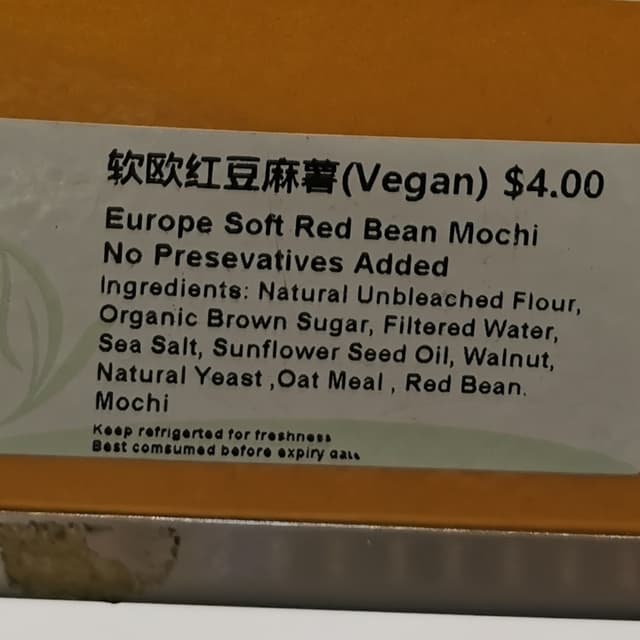 软欧红豆麻薯(Vegan) $4.00
Europe Soft Red Bean Mochi
No Presevatives Added
Ingredients: Natural Unbleached Flour,
Organic Brown Sugar, Filtered Water,
Sea Salt, Sunflower Seed Oil, Walnut,
Natural Yeast ,Oat Meal , Red Bean.
Mochi
Keep refrigerted for freshness
Best comsumed before expiry date